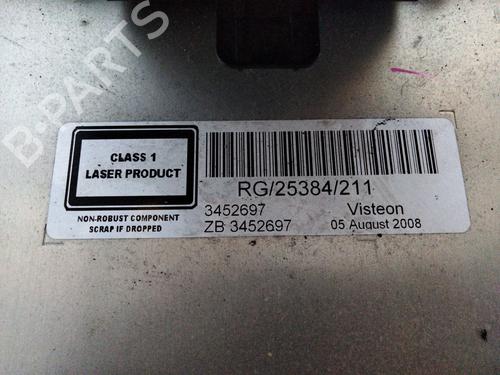 B-PARTS
CLASS 1
LASER PRODUCT
NON-ROBUST COMPONENT
SCRAP IF DROPPED
RG/25384/211
3452697 Visteon
ZB 3452697 05 August 2008